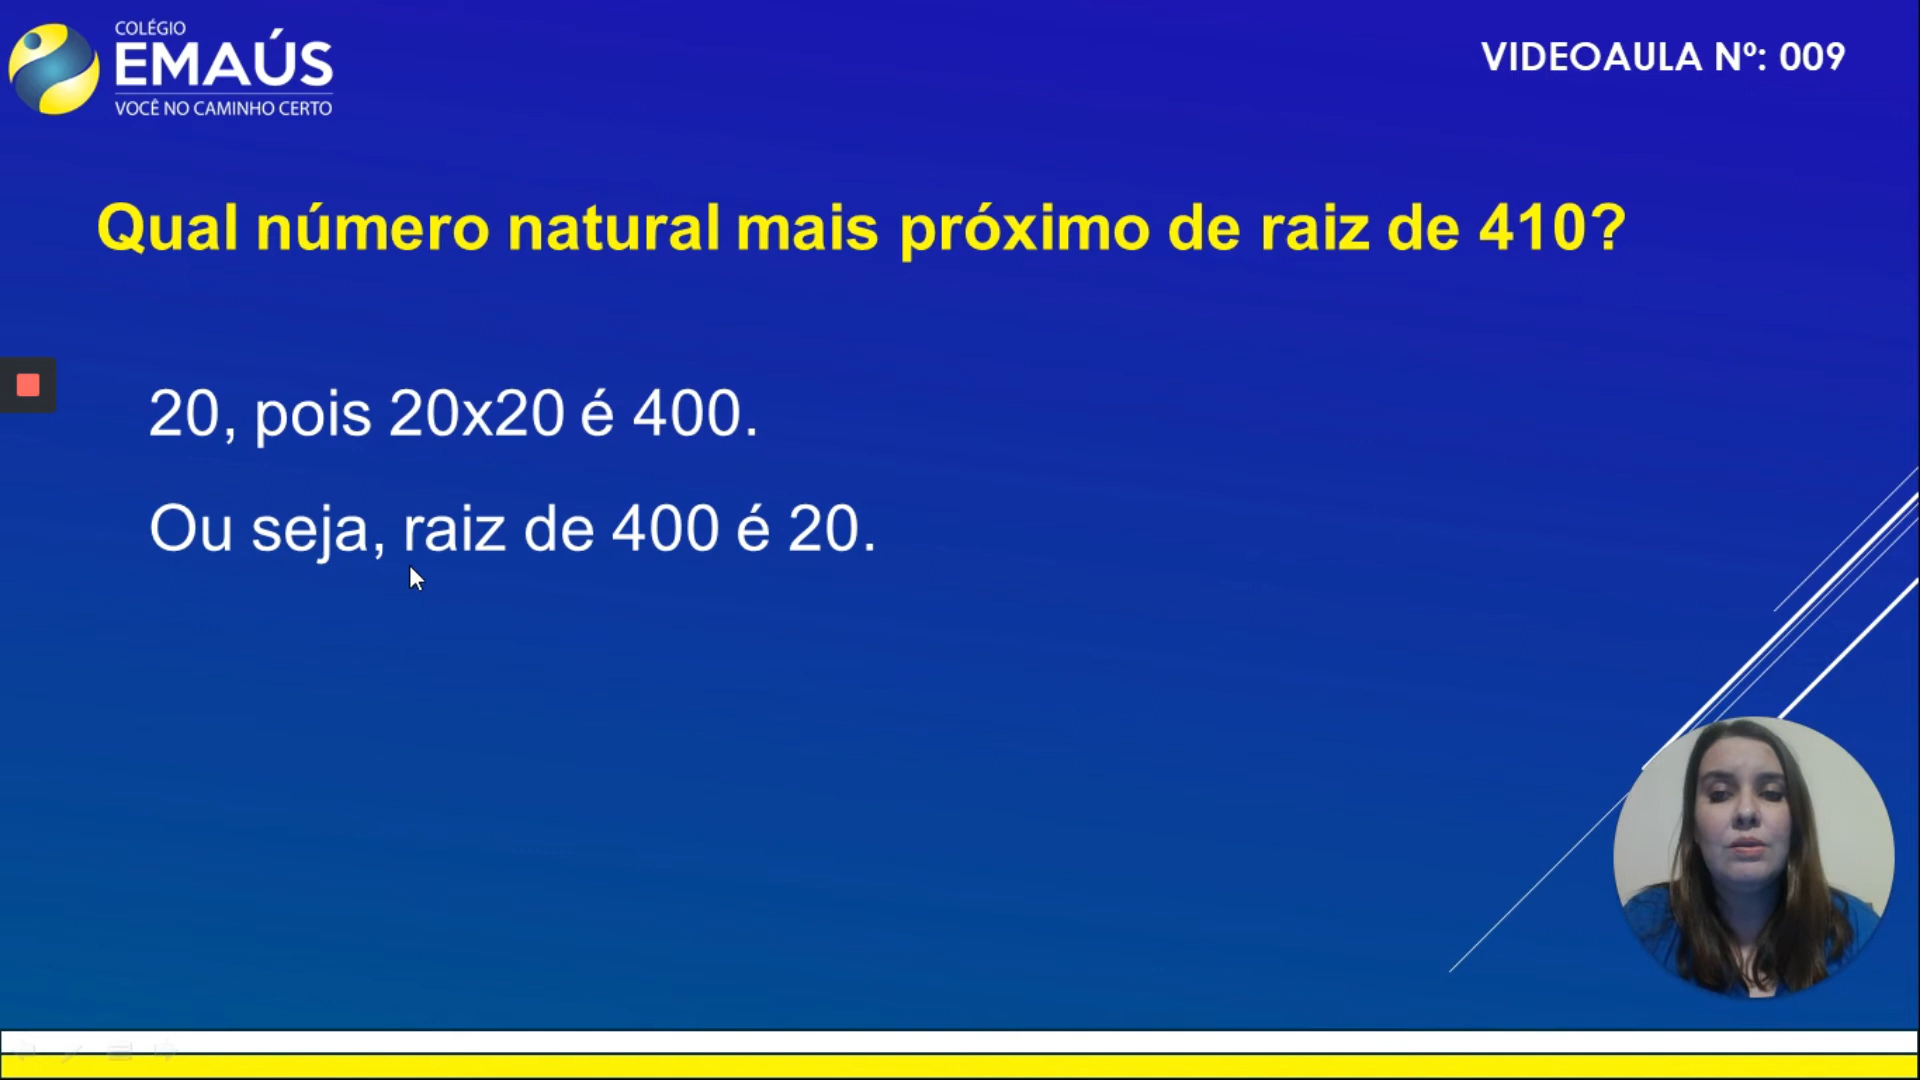 COLÉGIO
EMAÚS
VOCÊ NO CAMINHO CERTO
VIDEOAULA Nº: 009
Qual número natural mais próximo de raiz de 410?
20, pois 20x20 é 400.
Ou seja, raiz de 400 é 20.